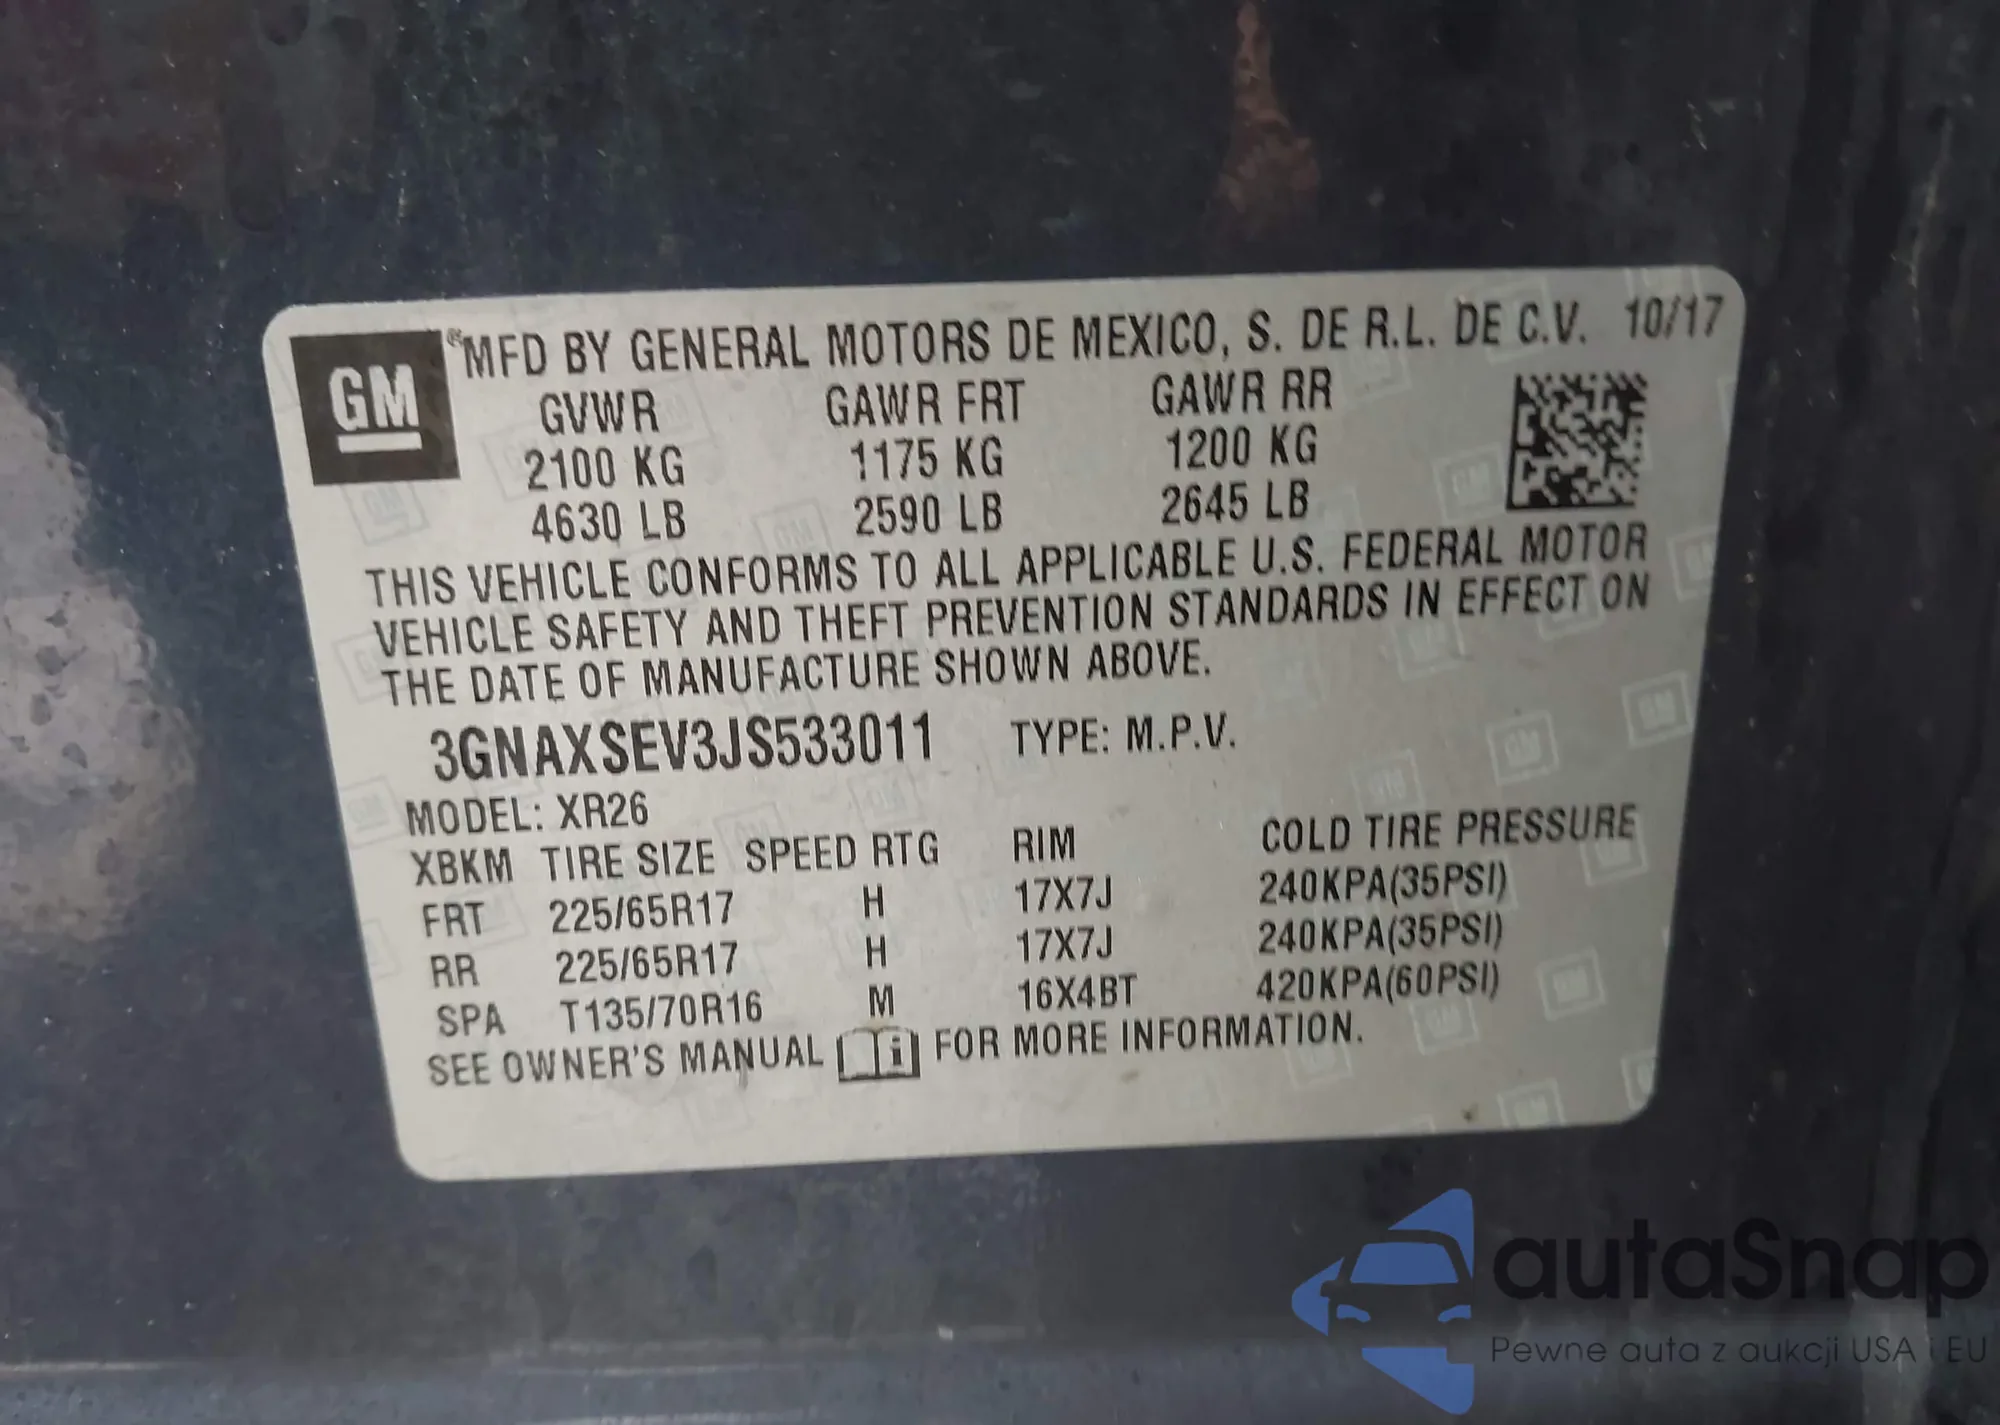 GM
MFD BY GENERAL MOTORS DE MEXICO, S. DE R.L. DE C.V. 10/17
GVWR GAWR FRT GAWR RR
2100 KG 1175 KG 1200 KG
4630 LB 2590 LB 2645 LB
THIS VEHICLE CONFORMS TO ALL APPLICABLE U.S. FEDERAL MOTOR
VEHICLE SAFETY AND THEFT PREVENTION STANDARDS IN EFFECT ON
THE DATE OF MANUFACTURE SHOWN ABOVE.
3GNAXSEV3JS533011 TYPE: M.P.V.
MODEL: XR26
XBKM TIRE SIZE SPEED RTG RIM COLD TIRE PRESSURE
FRT 225/65R17 H 17X7J 240KPA(35PSI)
RR 225/65R17 H 17X7J 240KPA(35PSI)
SPA T135/70R16 M 16X4BT 420KPA(60PSI)
SEE OWNER'S MANUAL i FOR MORE INFORMATION.
autaSnap
Pewne auta z aukcji USA i EU